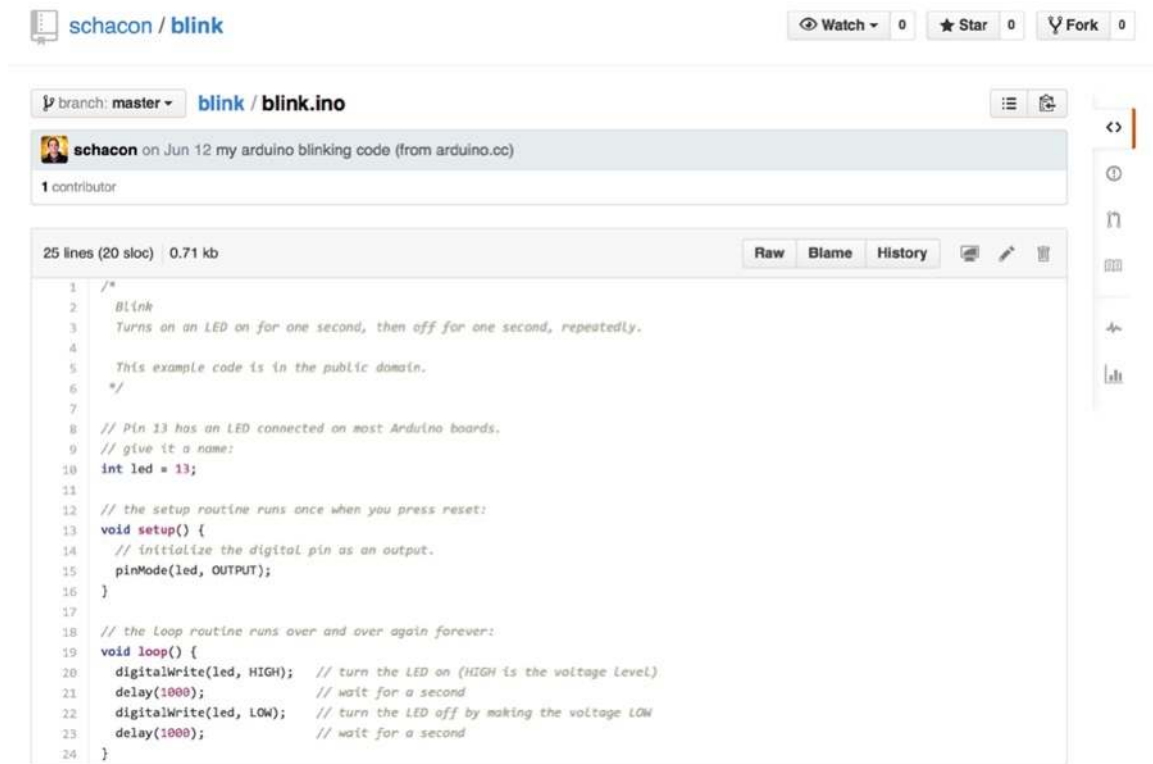 schacon / blink
Watch 0 Star 0 Fork 0
branch: master blink / blink.ino
schacon on Jun 12 my arduino blinking code (from arduino.cc)
1 contributor
25 lines (20 sloc) 0.71 kb Raw Blame History
1 /*
2 Blink
3 Turns on an LED on for one second, then off for one second, repeatedly.
4
5 This example code is in the public domain.
6 */
7
8 // Pin 13 has an LED connected on most Arduino boards.
9 // give it a name:
10 int led = 13;
11
12 // the setup routine runs once when you press reset:
13 void setup() {
14 // initialize the digital pin as an output.
15 pinMode(led, OUTPUT);
16 }
17
18 // the loop routine runs over and over again forever:
19 void loop() {
20 digitalWrite(led, HIGH); // turn the LED on (HIGH is the voltage level)
21 delay(1000); // wait for a second
22 digitalWrite(led, LOW); // turn the LED off by making the voltage LOW
23 delay(1000); // wait for a second
24 }